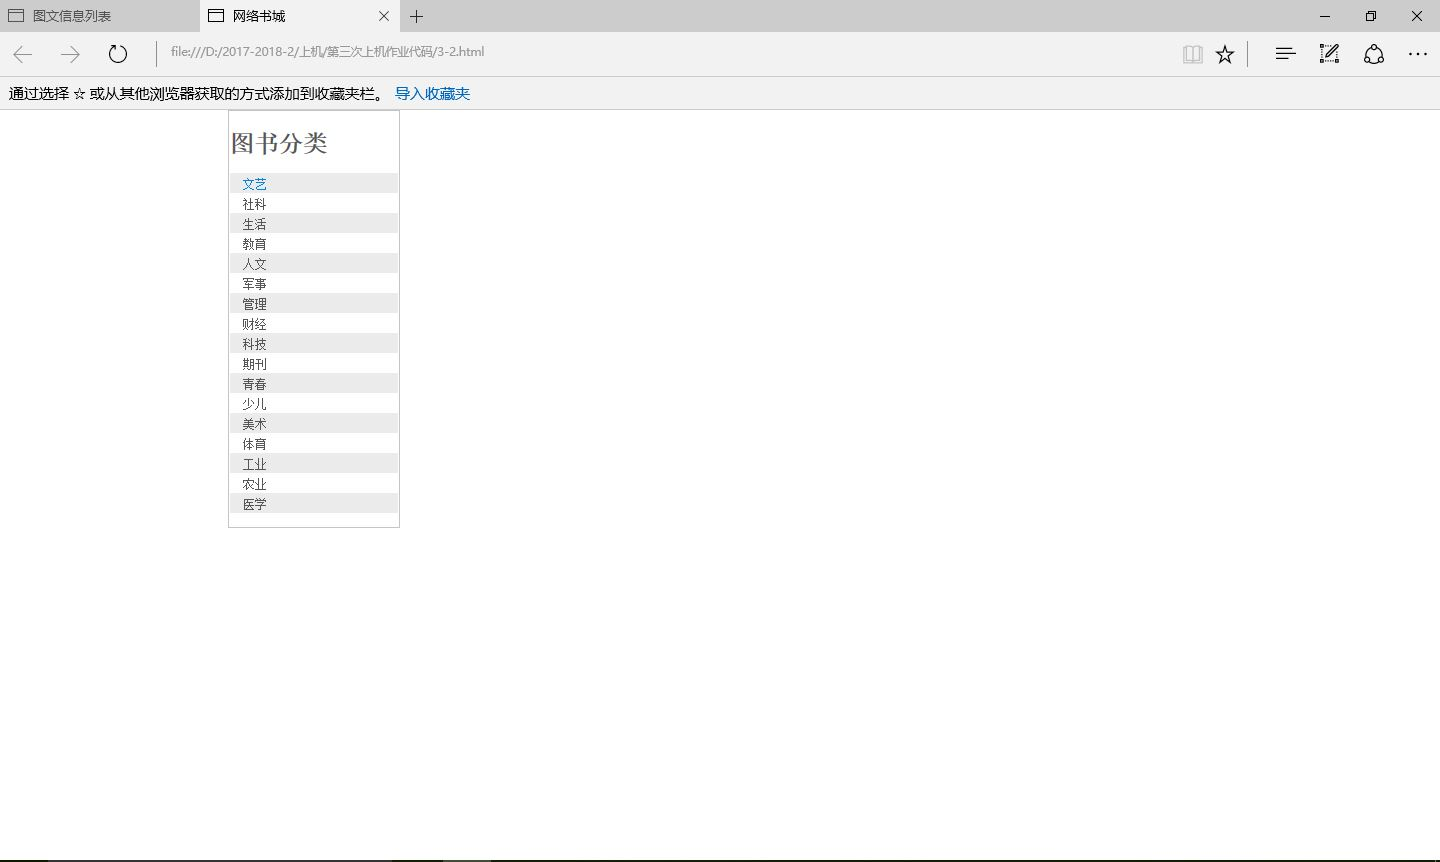 图文信息列表
网络书城
file:///D:/2017-2018-2/上机/第三次上机作业代码/3-2.html
通过选择 ☆ 或从其他浏览器获取的方式添加到收藏夹栏。 导入收藏夹
图书分类
文艺
社科
生活
教育
人文
军事
管理
财经
科技
期刊
青春
少儿
美术
体育
工业
农业
医学